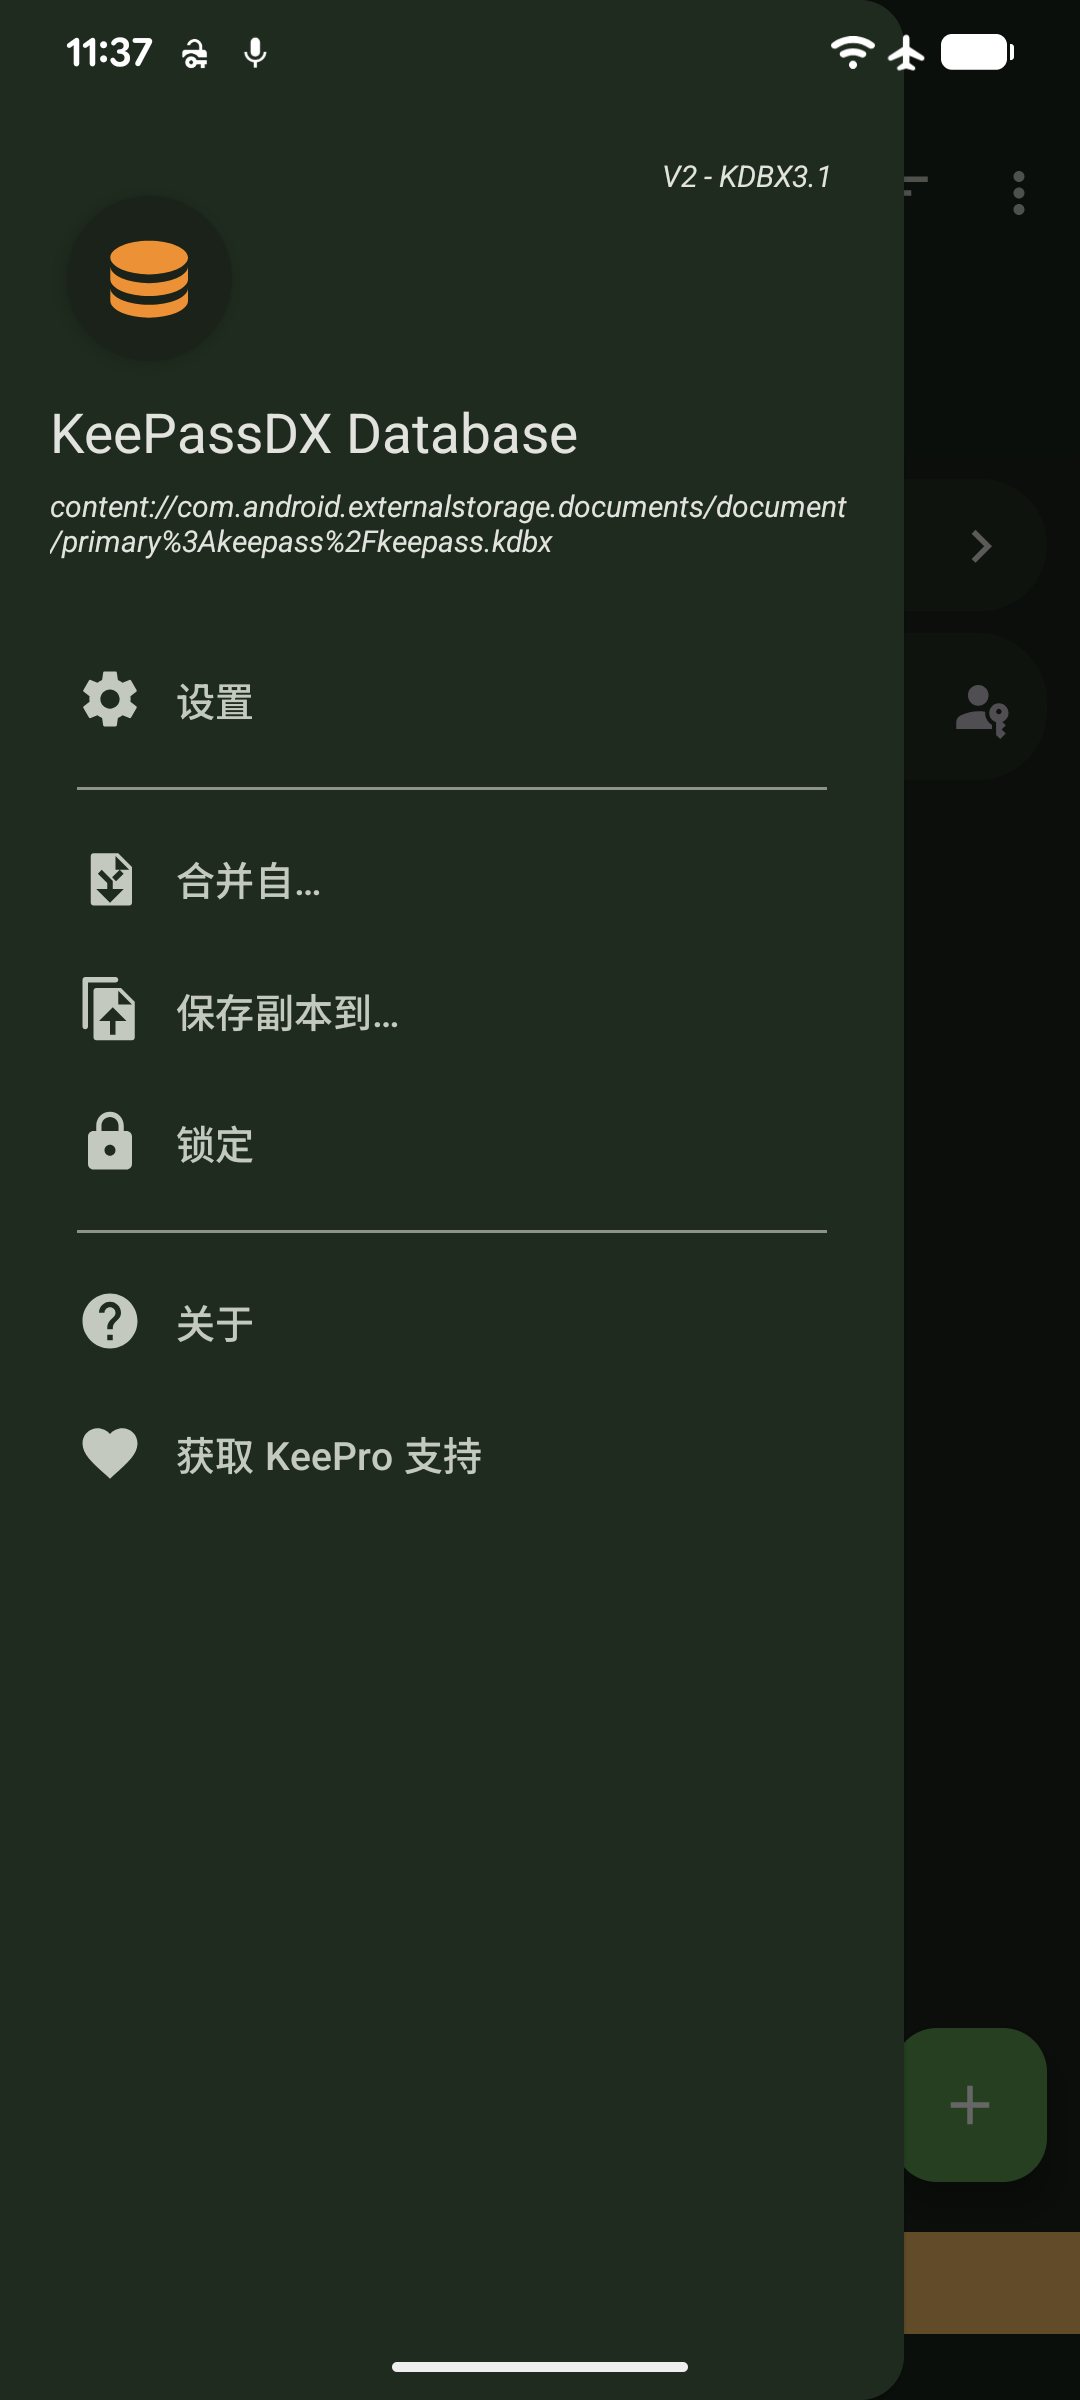 11:37
V2 - KDBX3.1
KeePassDX Database
content://com.android.externalstorage.documents/document
/primary%3Akeepass%2Fkeepass.kdbx
设置
合并自...
保存副本到...
锁定
关于
获取 KeePro 支持